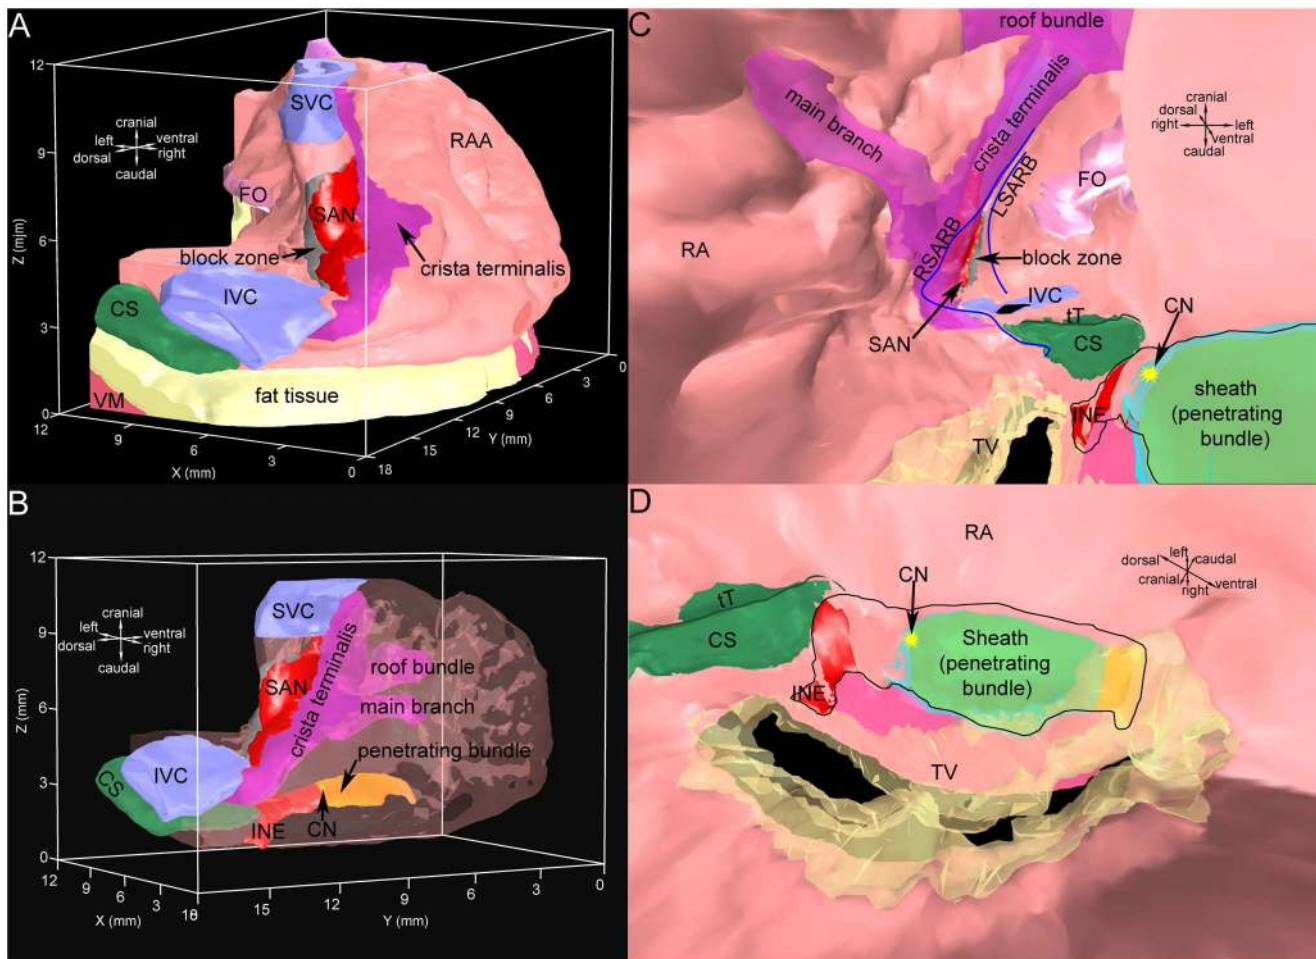 A
12
SVC
RAA
cranial
left
ventral
dorsal
right
caudal
9
Z (mjm)
FO
SAN
6
block zone
crista terminalis
CS
IVC
3
0
VM
fat tissue
12
9
X (mm)
6
3
0
18
15
12
Y (mm)
9
6
3
0
B
12
SVC
cranial
left
ventral
dorsal
right
caudal
9
Z (mm)
SAN
crista terminalis
roof bundle
main branch
6
penetrating bundle
CS
IVC
3
INE
CN
0
12
9
6
3
X (mm)
15
12
Y (mm)
9
6
3
0
C
roof bundle
main branch
crista terminalis
cranial
dorsal
right
left
ventral
caudal
FO
LSARB
RSARB
RA
block zone
IVC
CN
tT
SAN
CS
sheath
(penetrating
bundle)
INE
TV
D
RA
left
dorsal
caudal
cranial
right
ventral
CN
tT
CS
Sheath
(penetrating
bundle)
INE
TV